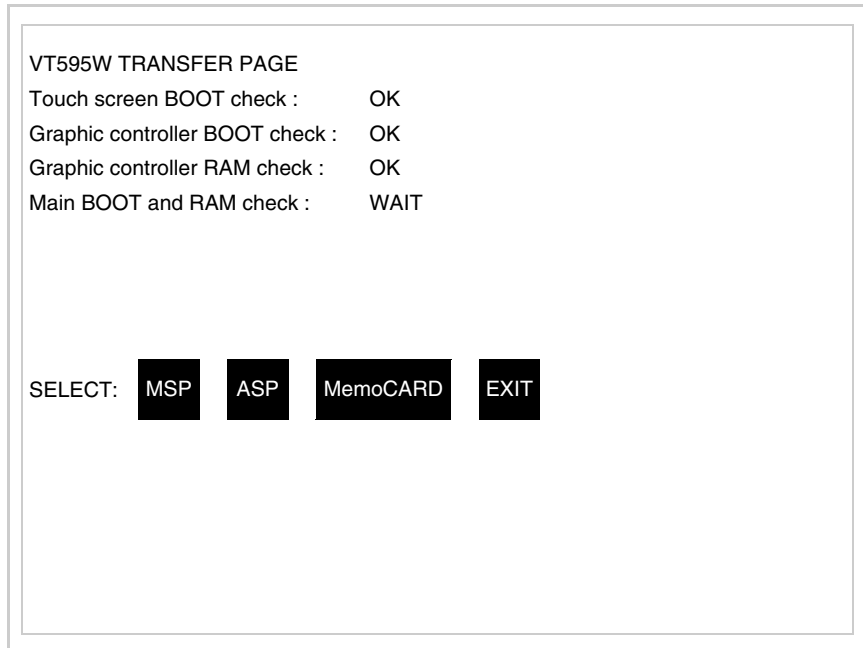 VT595W TRANSFER PAGE
Touch screen BOOT check : OK
Graphic controller BOOT check : OK
Graphic controller RAM check : OK
Main BOOT and RAM check : WAIT
SELECT: MSP ASP MemoCARD EXIT